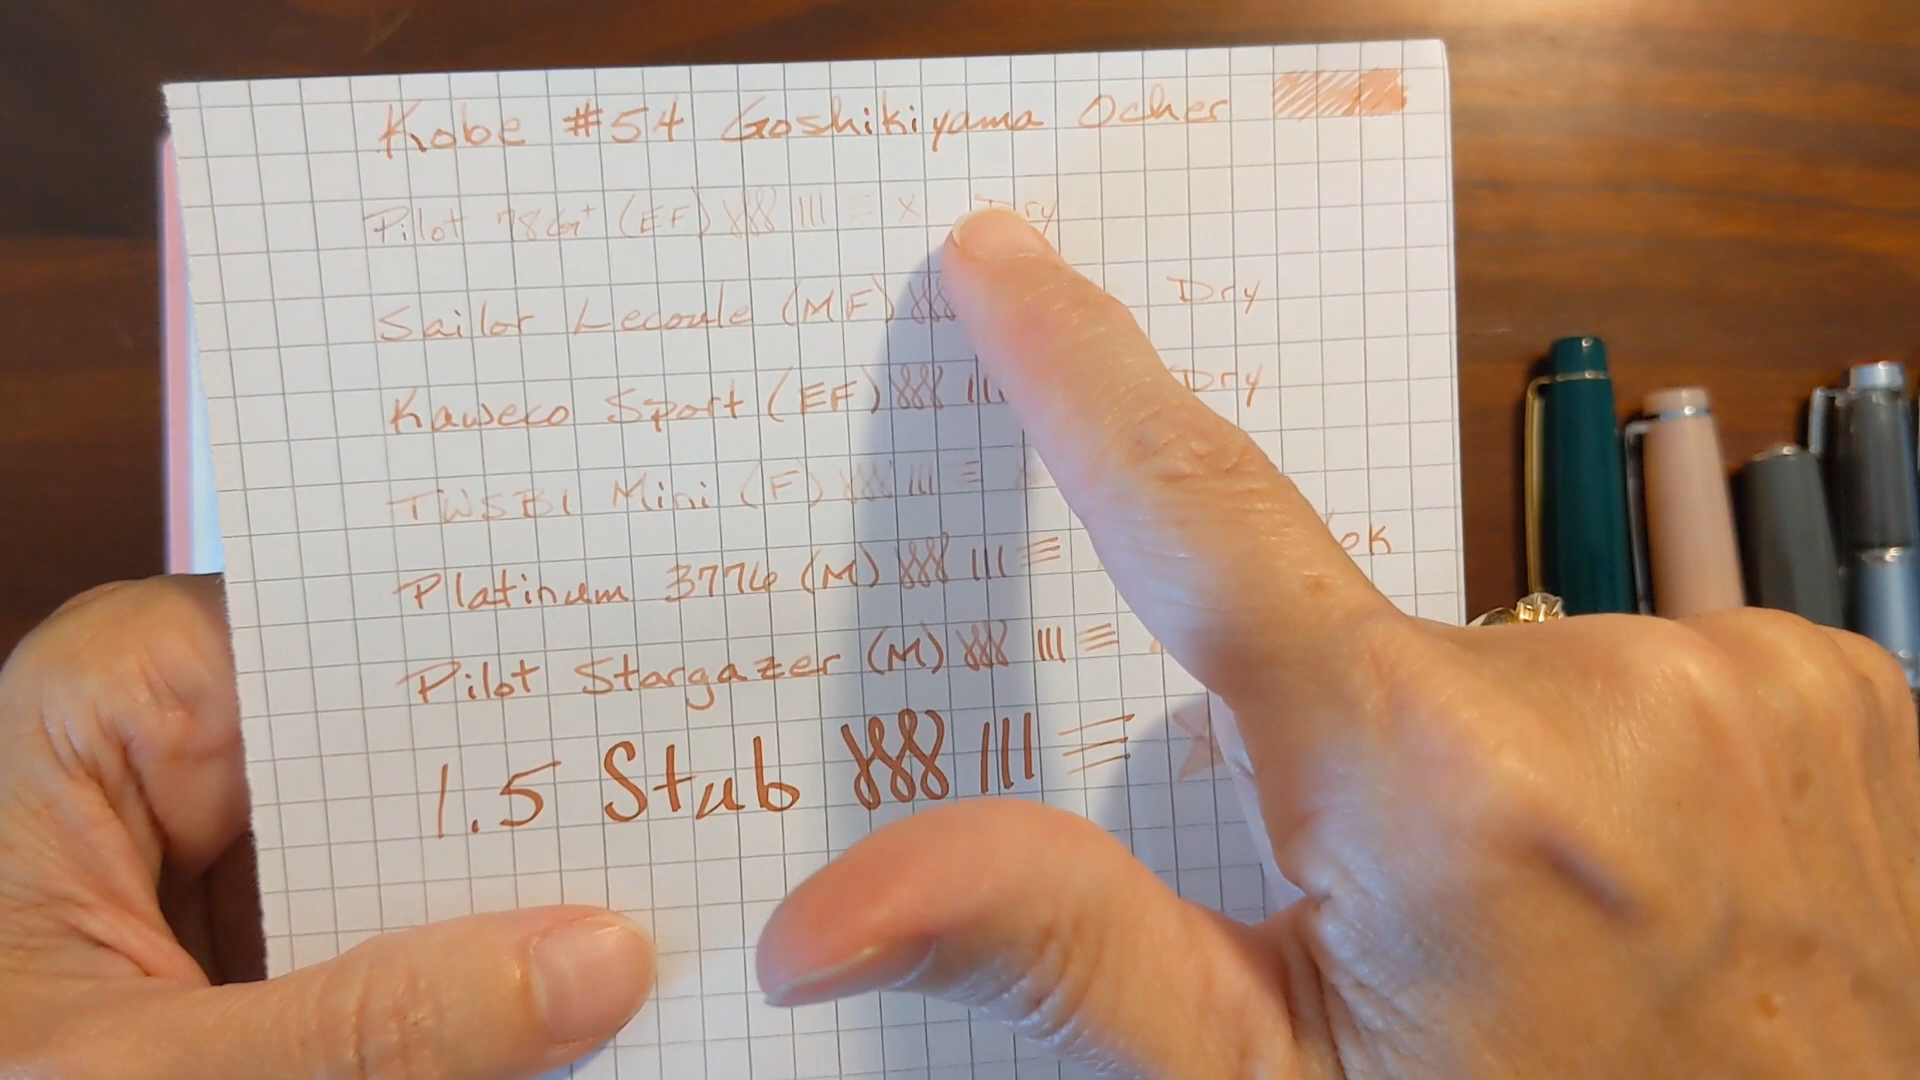 Kobe #54 Goshikiyama Ocher
Pilot 78G+ (EF) X Dry
Sailor Lecoule (MF) Dry
Kaweco Sport (EF) Dry
TWSBI Mini (F)
Platinum 3776 (M) ok
Pilot Stargazer (M)
1.5 Stub